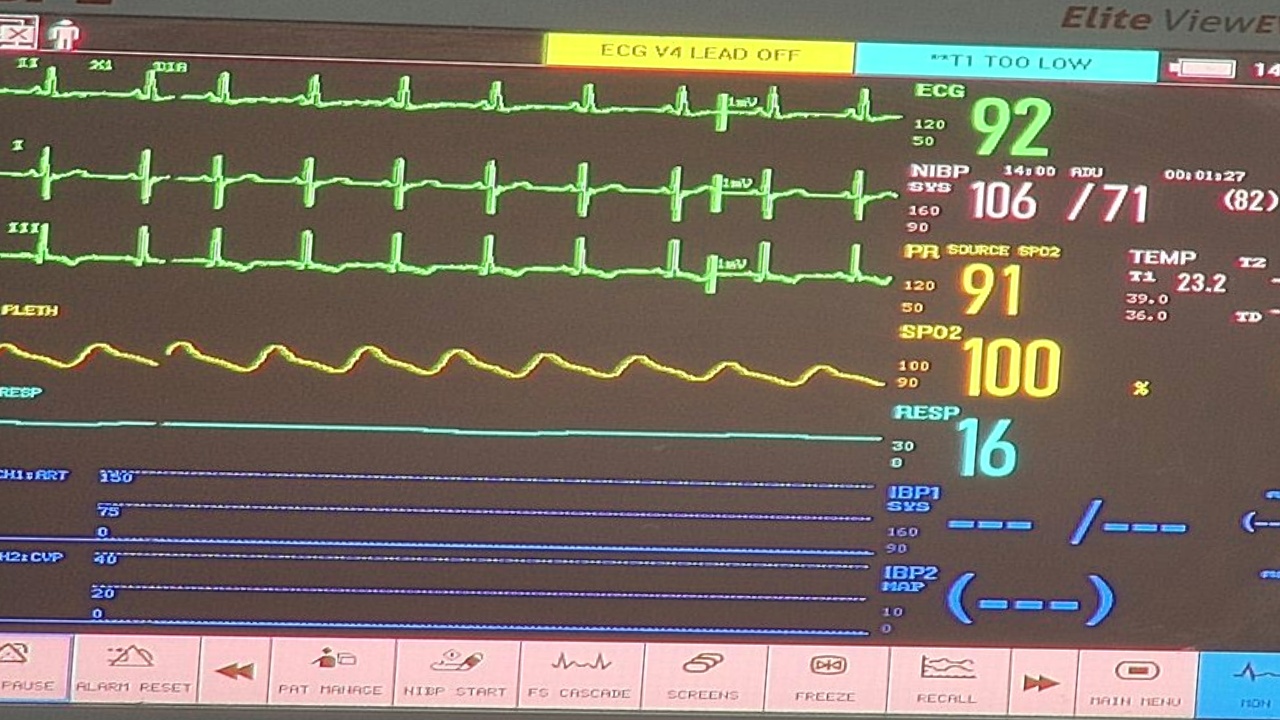 Elite ViewE
ECG V4 LEAD OFF
**T1 TOO LOW
14
II X1 DIA
1mV
ECG
120
50
92
I
1mV
NIBP 14:00 ADU 00:01:27
SYS
160
90
106 / 71 (82)
III
1mV
PR SOURCE SPO2
120
50
91
TEMP T2
T1 23.2
39.0
36.0 TD
PLETH
SPO2
100
90
100 %
RESP
RESP
30
8
16
CH1:ART
150
75
0
IBP1
SYS
160
90
--- / ---
(--
H2:CVP
40
20
0
IBP2
MAP
10
0
(---)
PAUSE
ALARM RESET
PAT MANAGE
NIBP START
FS CASCADE
SCREENS
FREEZE
RECALL
MAIN MENU
MON